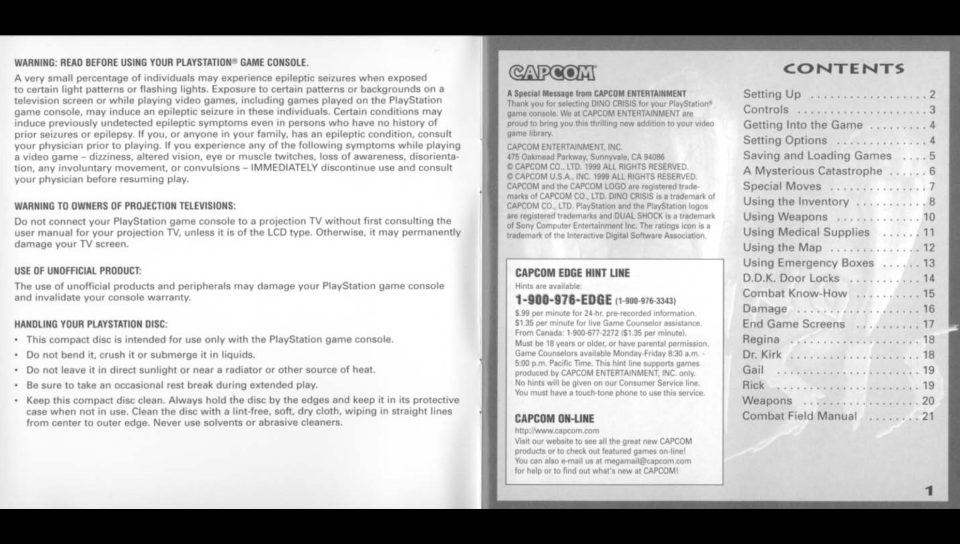 WARNING: READ BEFORE USING YOUR PLAYSTATION® GAME CONSOLE.
A very small percentage of individuals may experience epileptic seizures when exposed
to certain light patterns or flashing lights. Exposure to certain patterns or backgrounds on a
television screen or while playing video games, including games played on the PlayStation
game console, may induce an epileptic seizure in these individuals. Certain conditions may
induce previously undetected epileptic symptoms even in persons who have no history of
prior seizures or epilepsy. If you, or anyone in your family, has an epileptic condition, consult
your physician prior to playing. If you experience any of the following symptoms while playing
a video game – dizziness, altered vision, eye or muscle twitches, loss of awareness, disorienta-
tion, any involuntary movement, or convulsions – IMMEDIATELY discontinue use and consult
your physician before resuming play.
WARNING TO OWNERS OF PROJECTION TELEVISIONS:
Do not connect your PlayStation game console to a projection TV without first consulting the
user manual for your projection TV, unless it is of the LCD type. Otherwise, it may permanently
damage your TV screen.
USE OF UNOFFICIAL PRODUCT:
The use of unofficial products and peripherals may damage your PlayStation game console
and invalidate your console warranty.
HANDLING YOUR PLAYSTATION DISC:
• This compact disc is intended for use only with the PlayStation game console.
• Do not bend it, crush it or submerge it in liquids.
• Do not leave it in direct sunlight or near a radiator or other source of heat.
• Be sure to take an occasional rest break during extended play.
• Keep this compact disc clean. Always hold the disc by the edges and keep it in its protective
case when not in use. Clean the disc with a lint-free, soft, dry cloth, wiping in straight lines
from center to outer edge. Never use solvents or abrasive cleaners.
CAPCOM®
A Special Message from CAPCOM ENTERTAINMENT
Thank you for selecting DINO CRISIS for your PlayStation®
game console. We at CAPCOM ENTERTAINMENT are
proud to bring you this thrilling new addition to your video
game library.
CAPCOM ENTERTAINMENT, INC.
475 Oakmead Parkway, Sunnyvale, CA 94086
© CAPCOM CO., LTD. 1999 ALL RIGHTS RESERVED.
© CAPCOM U.S.A., INC. 1999 ALL RIGHTS RESERVED.
CAPCOM and the CAPCOM LOGO are registered trade-
marks of CAPCOM CO., LTD. DINO CRISIS is a trademark of
CAPCOM CO., LTD. PlayStation and the PlayStation logos
are registered trademarks and DUAL SHOCK is a trademark
of Sony Computer Entertainment Inc. The ratings icon is a
trademark of the Interactive Digital Software Association.
CAPCOM EDGE HINT LINE
Hints are available:
1-900-976-EDGE (1-900-976-3343)
$.99 per minute for 24-hr. pre-recorded information.
$1.35 per minute for live Game Counselor assistance.
From Canada: 1-900-677-2272 ($1.35 per minute).
Must be 18 years or older, or have parental permission.
Game Counselors available Monday-Friday 8:30 a.m. -
5:00 p.m. Pacific Time. This hint line supports games
produced by CAPCOM ENTERTAINMENT, INC. only.
No hints will be given on our Consumer Service line.
You must have a touch-tone phone to use this service.
CAPCOM ON-LINE
http://www.capcom.com
Visit our website to see all the great new CAPCOM
products or to check out featured games on-line!
You can also e-mail us at megamail@capcom.com
for help or to find out what's new at CAPCOM!
CONTENTS
Setting Up . . . . . . . . . . . . . . 2
Controls . . . . . . . . . . . . . . . . 3
Getting Into the Game . . . . . . . . 4
Setting Options . . . . . . . . . . . 4
Saving and Loading Games . . . . 5
A Mysterious Catastrophe . . . . . . 6
Special Moves . . . . . . . . . . . . 7
Using the Inventory . . . . . . . . . 8
Using Weapons . . . . . . . . . . . 10
Using Medical Supplies . . . . . . 11
Using the Map . . . . . . . . . . . . 12
Using Emergency Boxes . . . . . . 13
D.D.K. Door Locks . . . . . . . . . . 14
Combat Know-How . . . . . . . . . . 15
Damage . . . . . . . . . . . . . . . . 16
End Game Screens . . . . . . . . . . 17
Regina . . . . . . . . . . . . . . . . 18
Dr. Kirk . . . . . . . . . . . . . . . . 18
Gail . . . . . . . . . . . . . . . . . . 19
Rick . . . . . . . . . . . . . . . . . . 19
Weapons . . . . . . . . . . . . . . . 20
Combat Field Manual . . . . . . . . 21
1